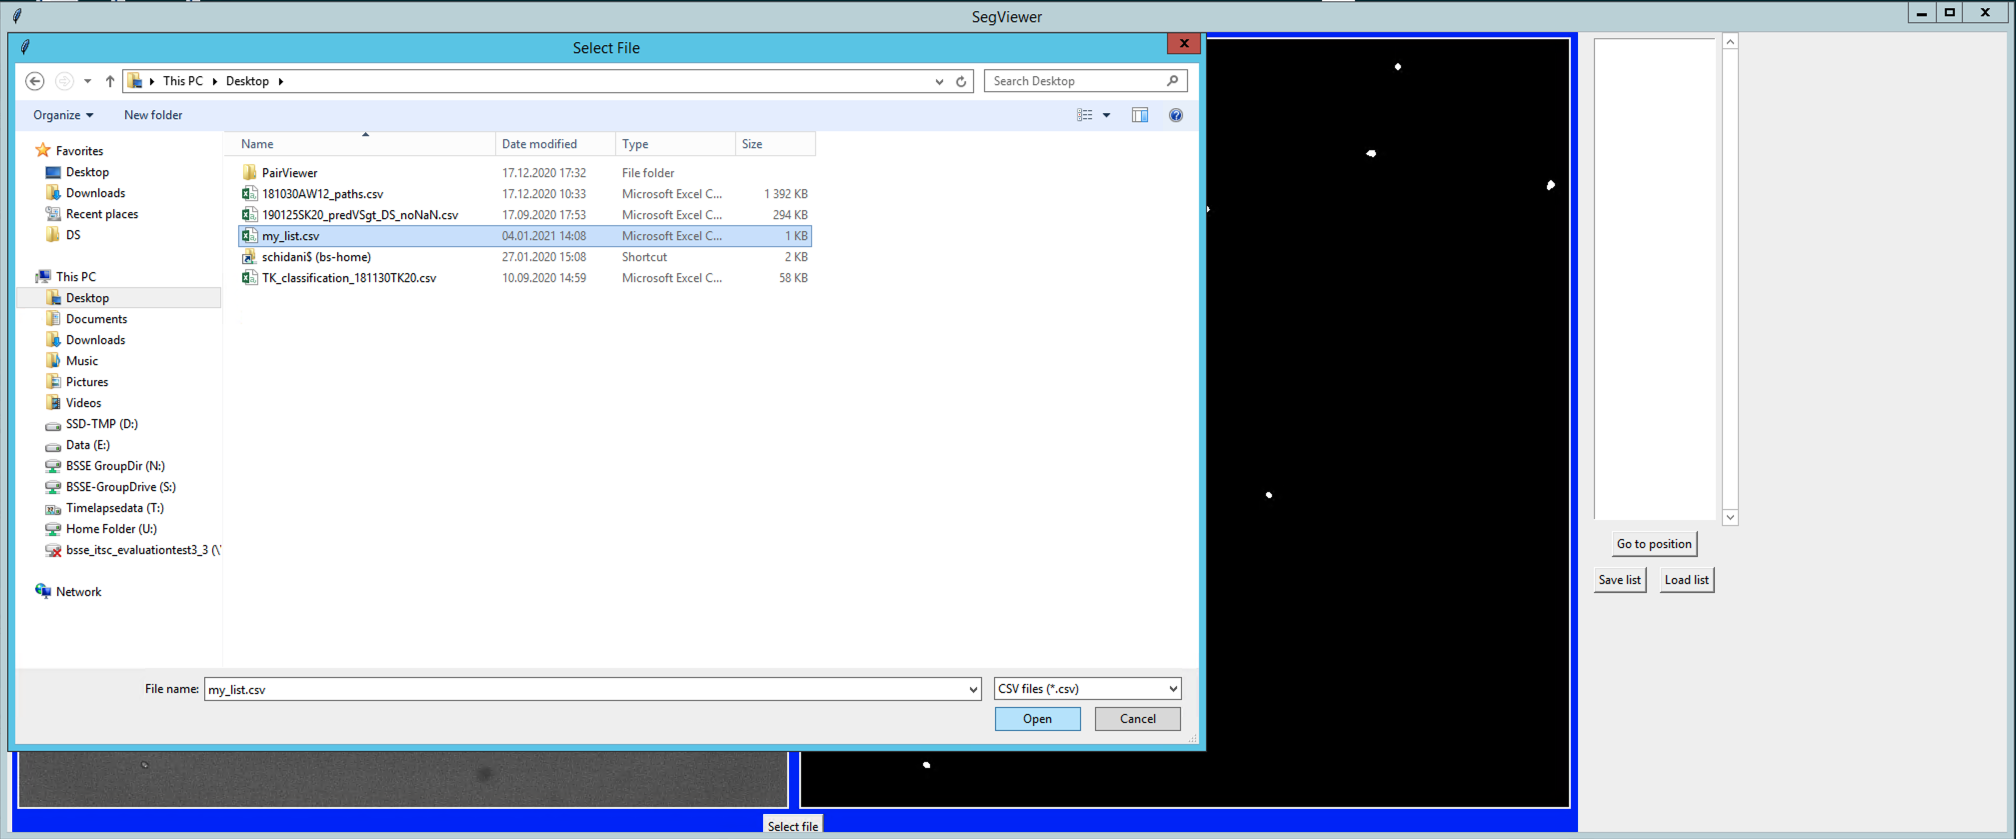 SegViewer
Select File
This PC Desktop
Search Desktop
Organize New folder
Name Date modified Type Size
PairViewer 17.12.2020 17:32 File folder
181030AW12_paths.csv 17.12.2020 10:33 Microsoft Excel C... 1 392 KB
190125SK20_predVSgt_DS_noNaN.csv 17.09.2020 17:53 Microsoft Excel C... 294 KB
my_list.csv 04.01.2021 14:08 Microsoft Excel C... 1 KB
schidani$ (bs-home) 27.01.2020 15:08 Shortcut 2 KB
TK_classification_181130TK20.csv 10.09.2020 14:59 Microsoft Excel C... 58 KB
Favorites
Desktop
Downloads
Recent places
DS
This PC
Desktop
Documents
Downloads
Music
Pictures
Videos
SSD-TMP (D:)
Data (E:)
BSSE GroupDir (N:)
BSSE-GroupDrive (S:)
Timelapsedata (T:)
Home Folder (U:)
bsse_itsc_evaluationtest3_3 (\
Network
File name: my_list.csv CSV files (*.csv)
Open Cancel
Go to position
Save list Load list
Select file